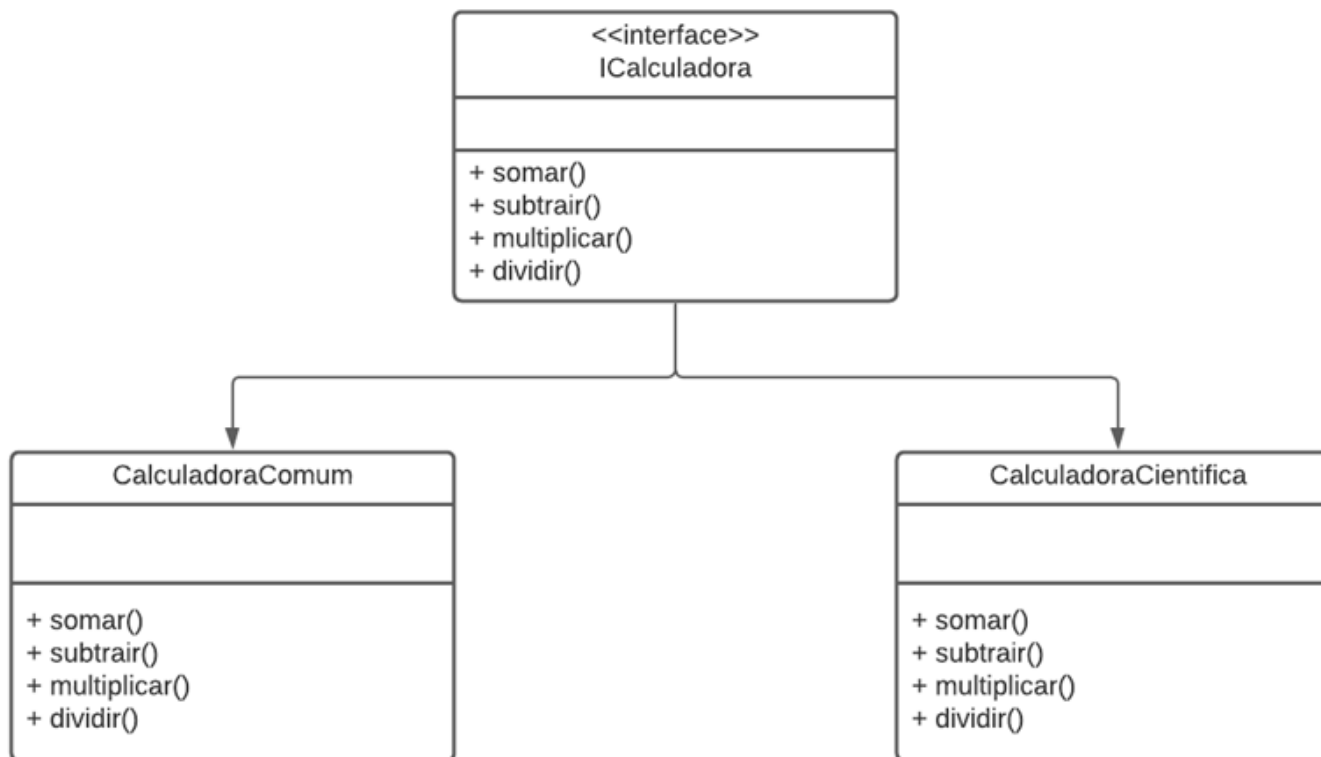 <<interface>>
ICalculadora
+ somar()
+ subtrair()
+ multiplicar()
+ dividir()
CalculadoraComum
+ somar()
+ subtrair()
+ multiplicar()
+ dividir()
CalculadoraCientifica
+ somar()
+ subtrair()
+ multiplicar()
+ dividir()